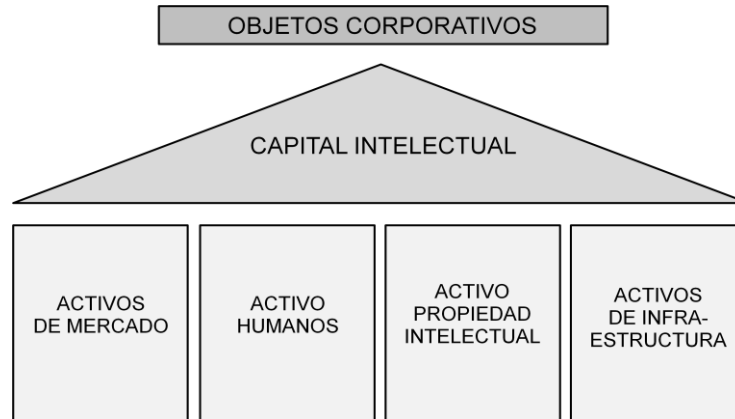 OBJETOS CORPORATIVOS
CAPITAL INTELECTUAL
ACTIVOS
DE MERCADO
ACTIVO
HUMANOS
ACTIVO
PROPIEDAD
INTELECTUAL
ACTIVOS
DE INFRA-
ESTRUCTURA